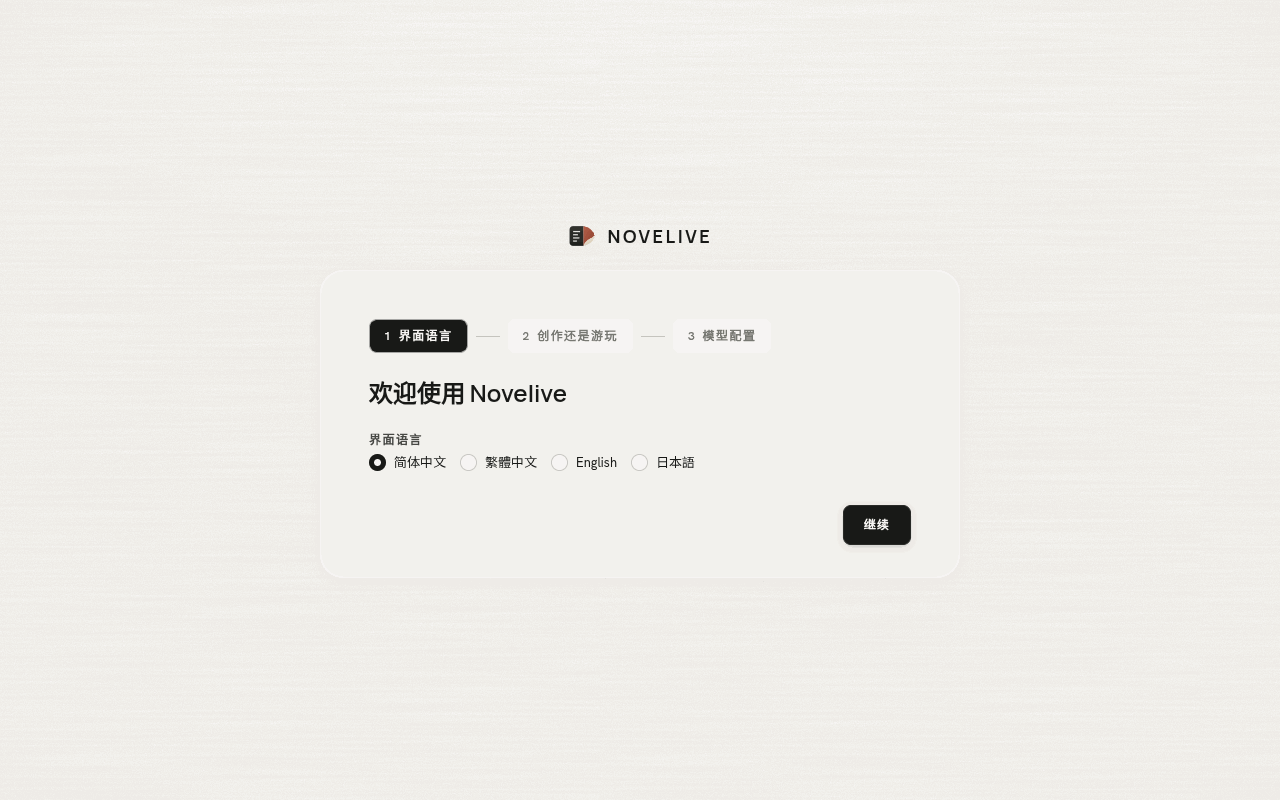 NOVELIVE
1 界面语言 2 创作还是游玩 3 模型配置
欢迎使用 Novelive
界面语言
简体中文 繁體中文 English 日本語
继续